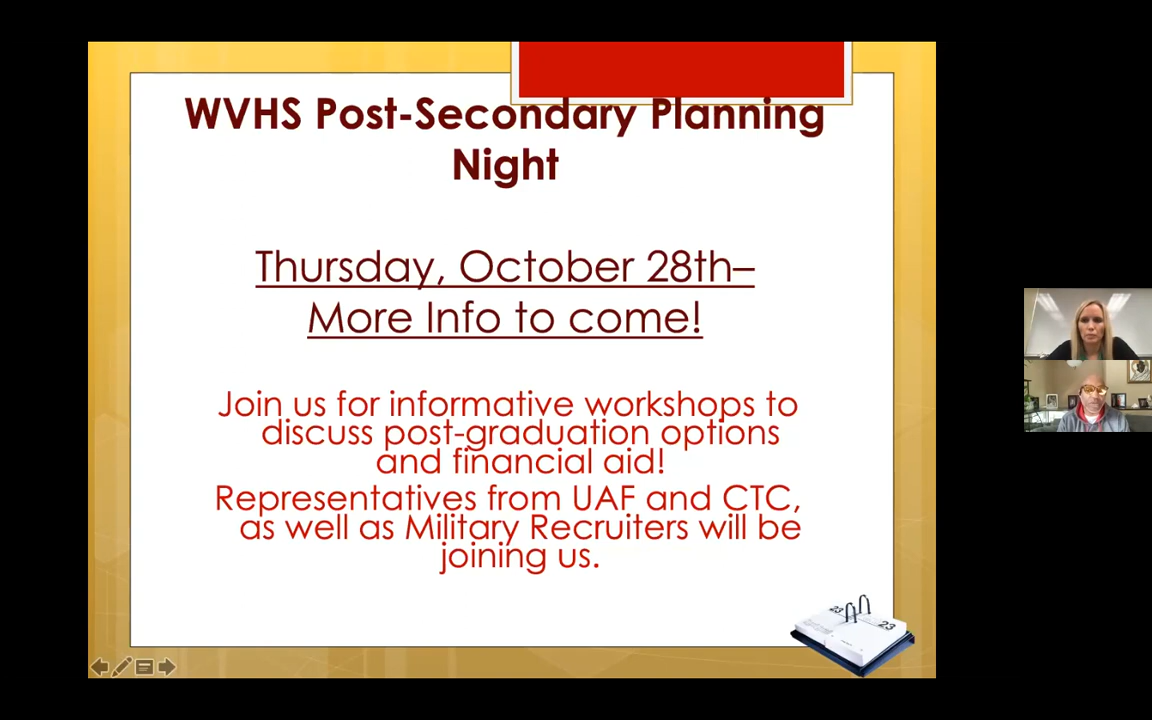 WVHS Post-Secondary Planning
Night
Thursday, October 28th–
More Info to come!
Join us for informative workshops to
discuss post-graduation options
and financial aid!
Representatives from UAF and CTC,
as well as Military Recruiters will be
joining us.
23
23